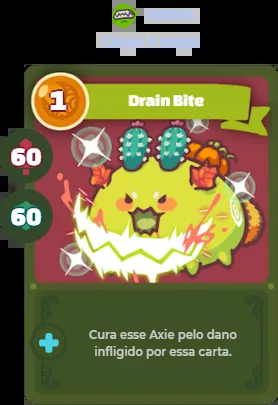 1
Drain Bite
60
60
Cura esse Axie pelo dano
infligido por essa carta.